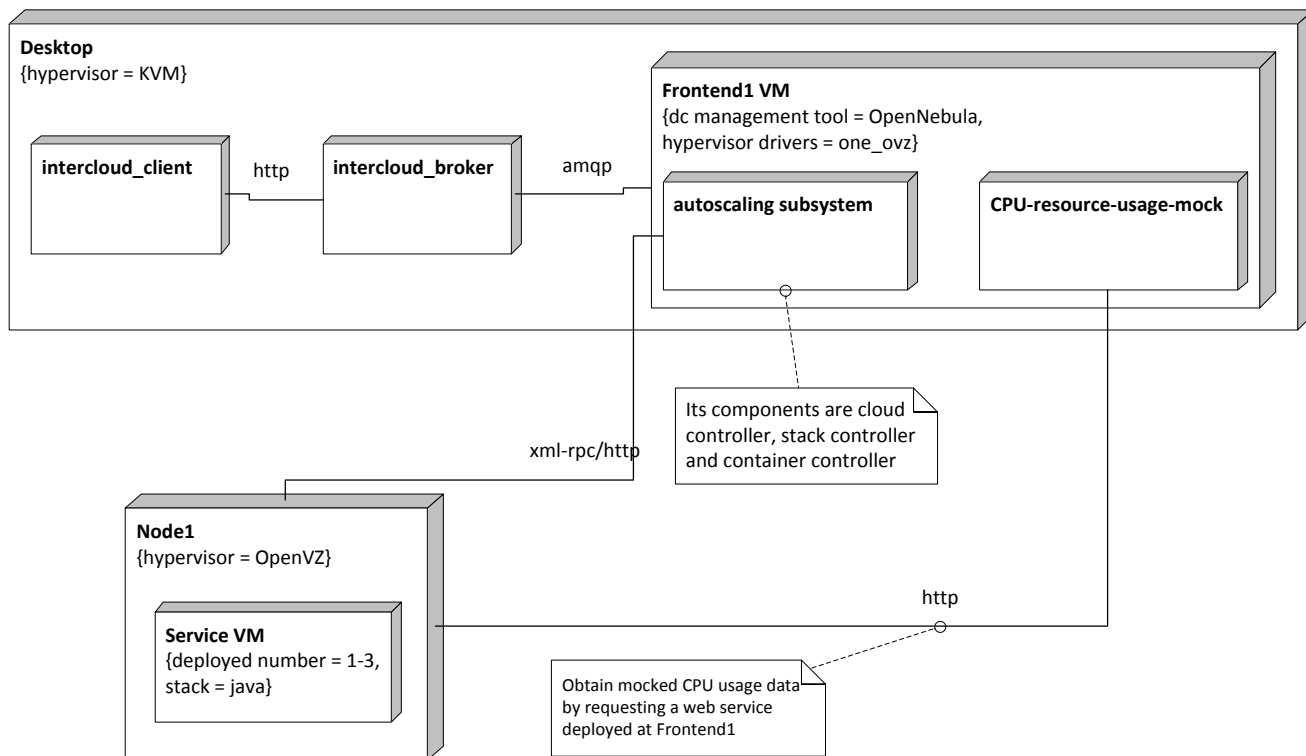 Desktop
{hypervisor = KVM}
Frontend1 VM
{dc management tool = OpenNebula,
hypervisor drivers = one_ovz}
intercloud_client
http
intercloud_broker
amqp
autoscaling subsystem
CPU-resource-usage-mock
Its components are cloud
controller, stack controller
and container controller
xml-rpc/http
Node1
{hypervisor = OpenVZ}
Service VM
{deployed number = 1-3,
stack = java}
http
Obtain mocked CPU usage data
by requesting a web service
deployed at Frontend1